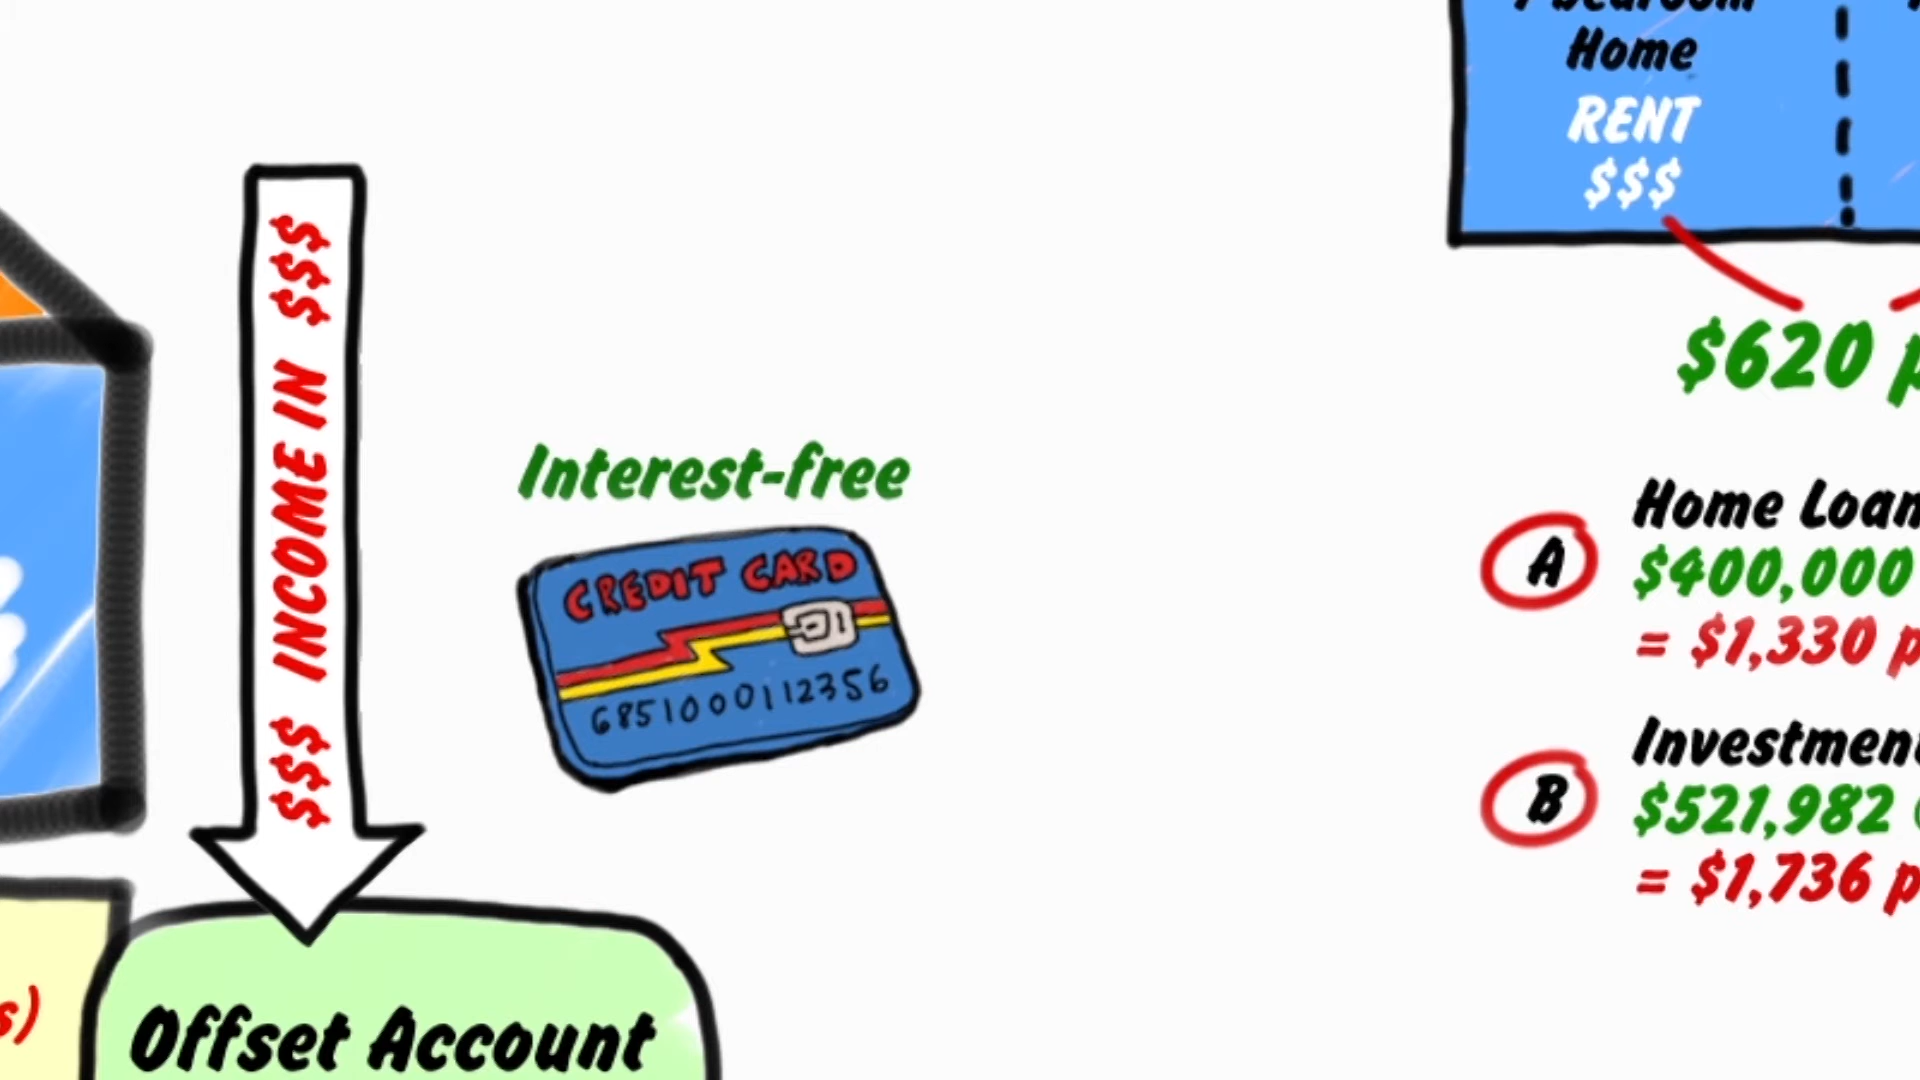 Home
RENT
$$$
$620
$$$ INCOME IN $$$
Interest-free
CREDIT CARD
6851000112356
A
Home Loan
$400,000
= $1,330 p
B
Investment
$521,982
= $1,736 p
s)
Offset Account